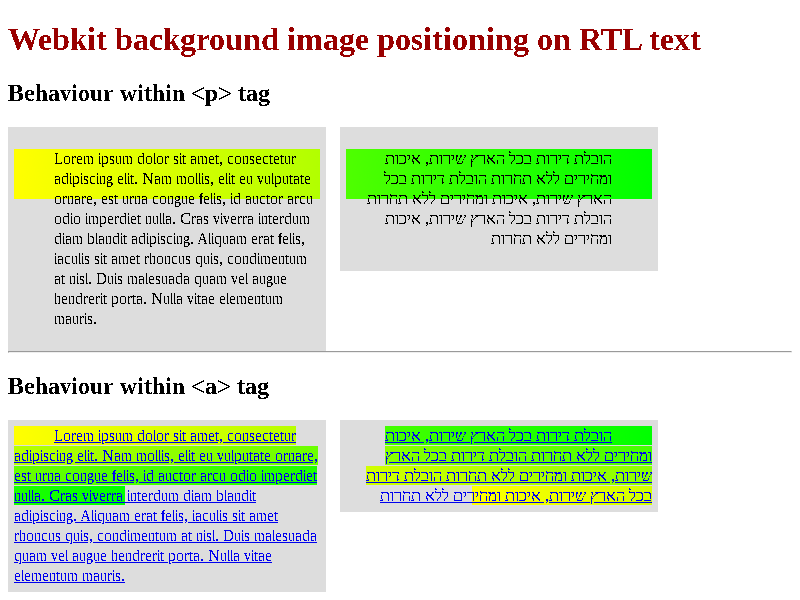 Webkit background image positioning on RTL text
Behaviour within <p> tag
Lorem ipsum dolor sit amet, consectetur
adipiscing elit. Nam mollis, elit eu vulputate
ornare, est urna congue felis, id auctor arcu
odio imperdiet nulla. Cras viverra interdum
diam blandit adipiscing. Aliquam erat felis,
iaculis sit amet rhoncus quis, condimentum
at nisl. Duis malesuada quam vel augue
hendrerit porta. Nulla vitae elementum
mauris.
הובלת דירות בכל הארץ שירות, איכות
ומחירים ללא תחרות הובלת דירות בכל
הארץ שירות, איכות ומחירים ללא תחרות
הובלת דירות בכל הארץ שירות, איכות
ומחירים ללא תחרות
Behaviour within <a> tag
Lorem ipsum dolor sit amet, consectetur
adipiscing elit. Nam mollis, elit eu vulputate ornare,
est urna congue felis, id auctor arcu odio imperdiet
nulla. Cras viverra interdum diam blandit
adipiscing. Aliquam erat felis, iaculis sit amet
rhoncus quis, condimentum at nisl. Duis malesuada
quam vel augue hendrerit porta. Nulla vitae
elementum mauris.
הובלת דירות בכל הארץ שירות, איכות
ומחירים ללא תחרות הובלת דירות בכל הארץ
שירות, איכות ומחירים ללא תחרות הובלת דירות
בכל הארץ שירות, איכות ומחירים ללא תחרות